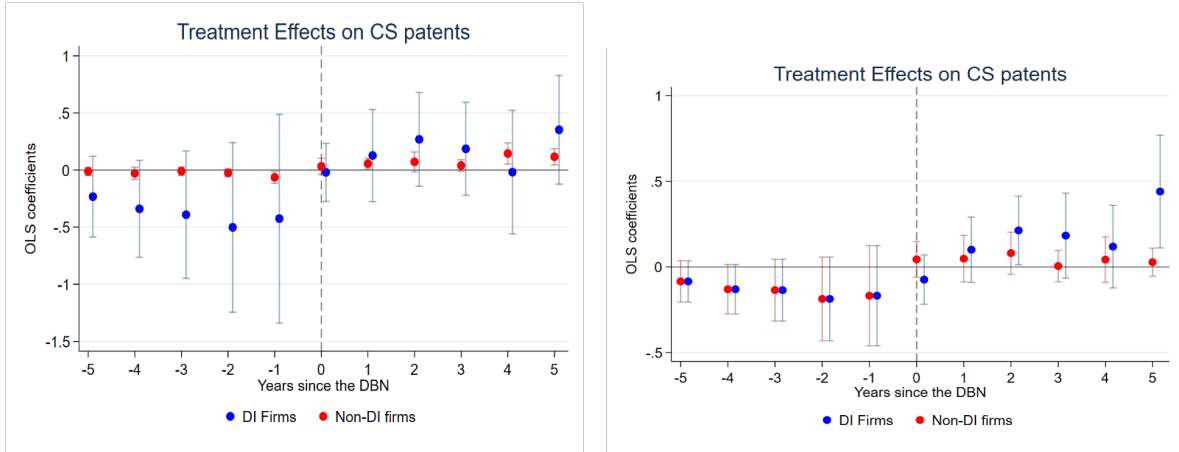 Treatment Effects on CS patents
1
.5
0
-.5
-1
-1.5
OLS coefficients
-5 -4 -3 -2 -1 0 1 2 3 4 5
Years since the DBN
DI Firms Non-DI firms
Treatment Effects on CS patents
1
.5
0
-.5
OLS coefficients
-5 -4 -3 -2 -1 0 1 2 3 4 5
Years since the DBN
DI Firms Non-DI firms